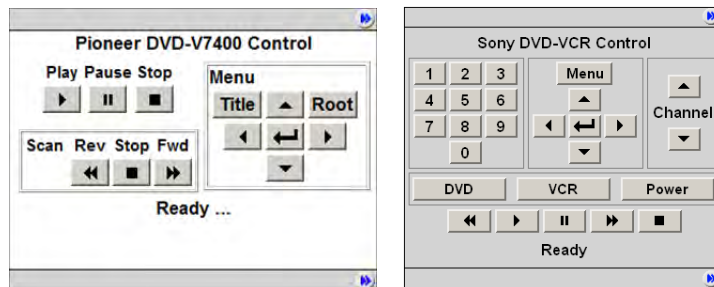 Pioneer DVD-V7400 Control
Play Pause Stop
Menu
Title Root
Scan Rev Stop Fwd
Ready ...
Sony DVD-VCR Control
1 2 3
4 5 6
7 8 9
0
Menu
Channel
DVD VCR Power
Ready